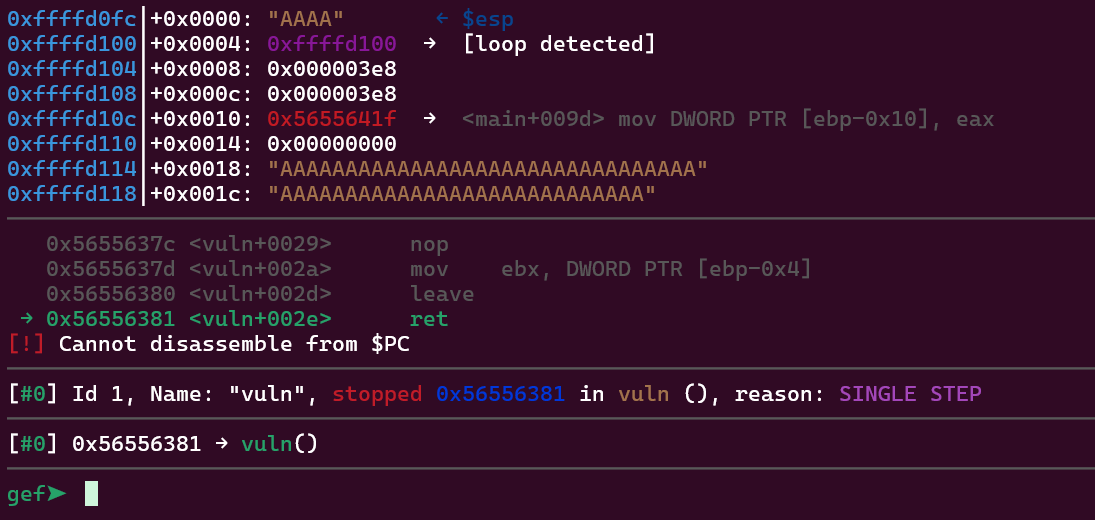 0xffffd0fc│+0x0000: "AAAA"       ← $esp
0xffffd100│+0x0004: 0xffffd100  →  [loop detected]
0xffffd104│+0x0008: 0x000003e8
0xffffd108│+0x000c: 0x000003e8
0xffffd10c│+0x0010: 0x5655641f  →  <main+009d> mov DWORD PTR [ebp-0x10], eax
0xffffd110│+0x0014: 0x00000000
0xffffd114│+0x0018: "AAAAAAAAAAAAAAAAAAAAAAAAAAAAAAAA"
0xffffd118│+0x001c: "AAAAAAAAAAAAAAAAAAAAAAAAAAAA"
0x5655637c <vuln+0029>      nop
0x5655637d <vuln+002a>      mov    ebx, DWORD PTR [ebp-0x4]
0x56556380 <vuln+002d>      leave
→ 0x56556381 <vuln+002e>      ret
[!] Cannot disassemble from $PC
[#0] Id 1, Name: "vuln", stopped 0x56556381 in vuln (), reason: SINGLE STEP
[#0] 0x56556381 → vuln()
gef➤